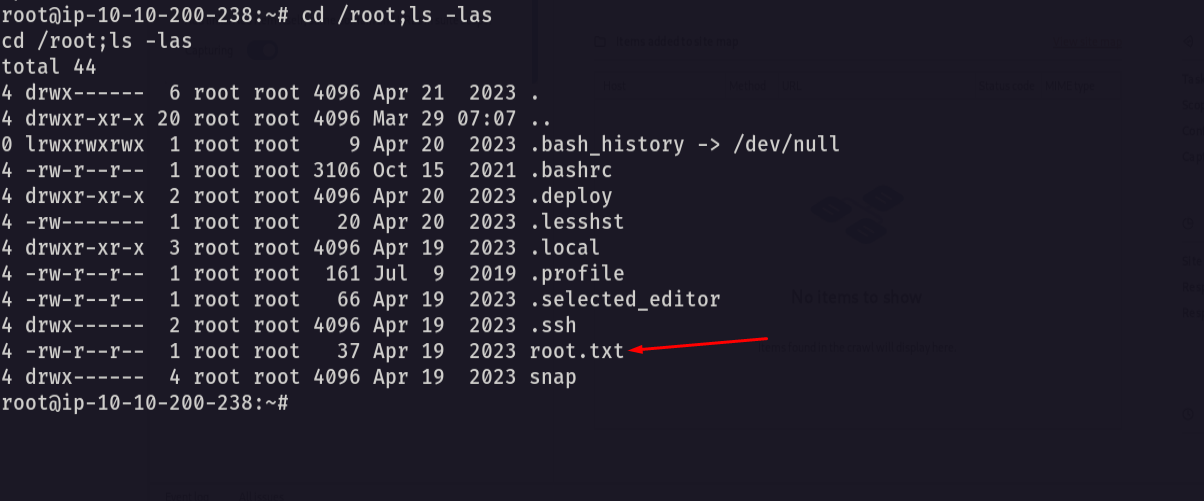 root@ip-10-10-200-238:~# cd /root;ls -las
cd /root;ls -las
total 44
4 drwx------  6 root root 4096 Apr 21  2023 .
4 drwxr-xr-x 20 root root 4096 Mar 29 07:07 ..
0 lrwxrwxrwx  1 root root    9 Apr 20  2023 .bash_history -> /dev/null
4 -rw-r--r--  1 root root 3106 Oct 15  2021 .bashrc
4 drwxr-xr-x  2 root root 4096 Apr 20  2023 .deploy
4 -rw-------  1 root root   20 Apr 20  2023 .lesshst
4 drwxr-xr-x  3 root root 4096 Apr 19  2023 .local
4 -rw-r--r--  1 root root  161 Jul  9  2019 .profile
4 -rw-r--r--  1 root root   66 Apr 19  2023 .selected_editor
No items to show
4 drwx------  2 root root 4096 Apr 19  2023 .ssh
4 -rw-r--r--  1 root root   37 Apr 19  2023 root.txt
4 drwx------  4 root root 4096 Apr 19  2023 snap
root@ip-10-10-200-238:~#